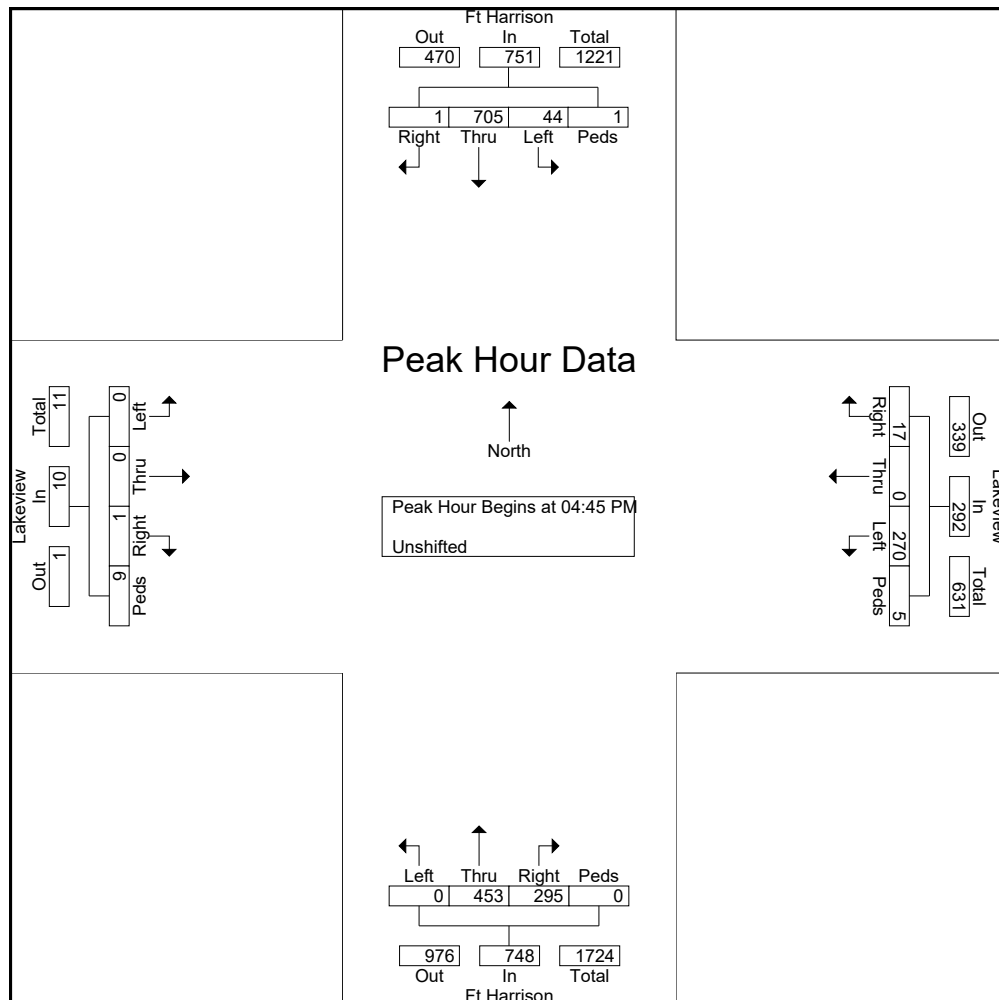 Ft Harrison
Out In Total
470 751 1221
1 705 44 1
Right Thru Left Peds
Peak Hour Data
North
Peak Hour Begins at 04:45 PM
Unshifted
Lakeview
Total In Out
11 10 1
0 0 1 9
Left Thru Right Peds
Lakeview
Out In Total
339 292 631
17 0 270 5
Right Thru Left Peds
Left Thru Right Peds
0 453 295 0
976 748 1724
Out In Total
Ft Harrison